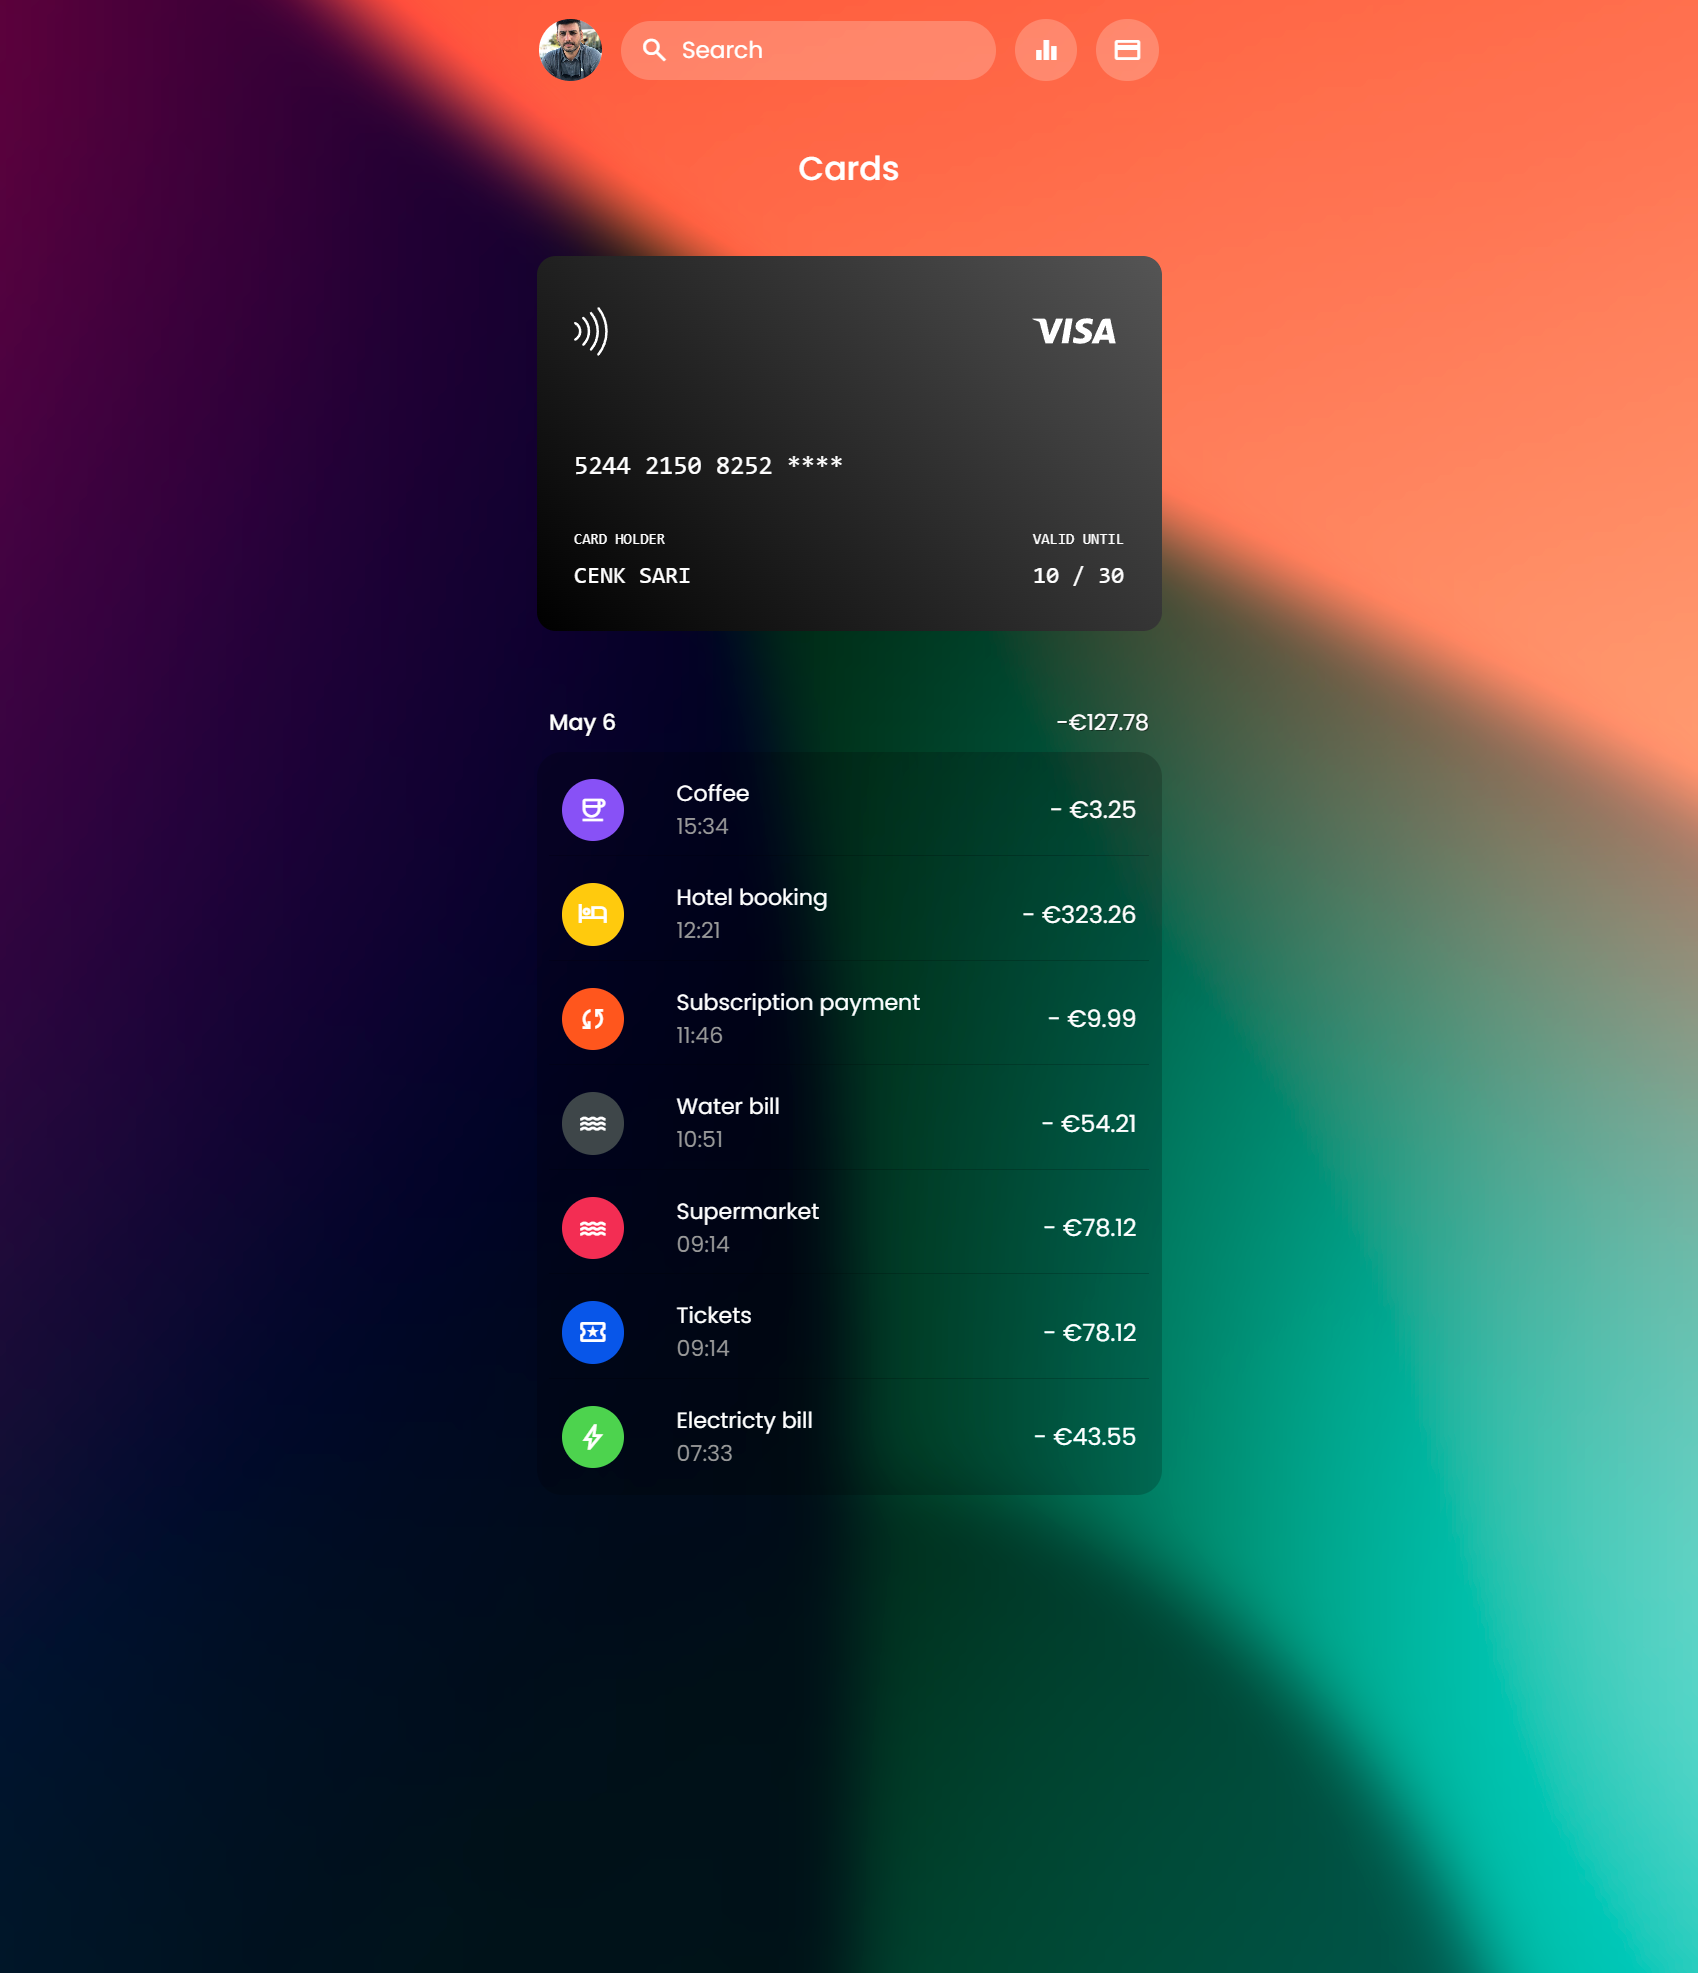 Search
Cards
VISA
5244 2150 8252 ****
CARD HOLDER VALID UNTIL
CENK SARI 10 / 30
May 6 -€127.78
Coffee
15:34
- €3.25
Hotel booking
12:21
- €323.26
Subscription payment
11:46
- €9.99
Water bill
10:51
- €54.21
Supermarket
09:14
- €78.12
Tickets
09:14
- €78.12
Electricty bill
07:33
- €43.55